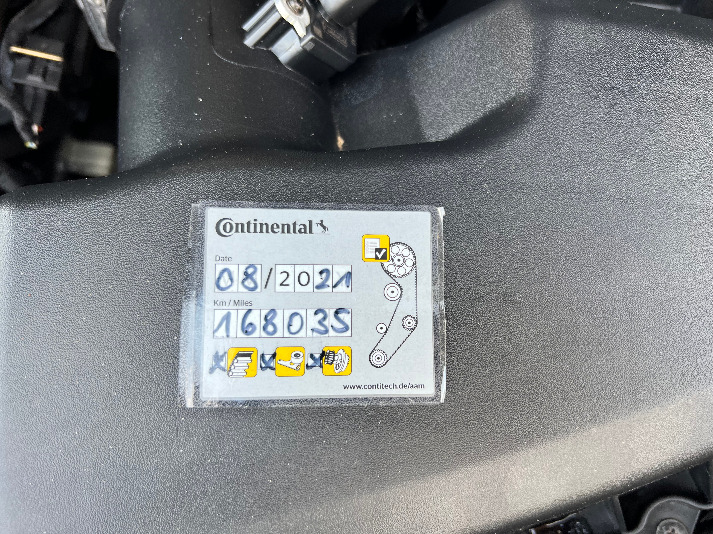 Continental
Date
08/2021
Km / Miles
168035
www.contitech.de/aam